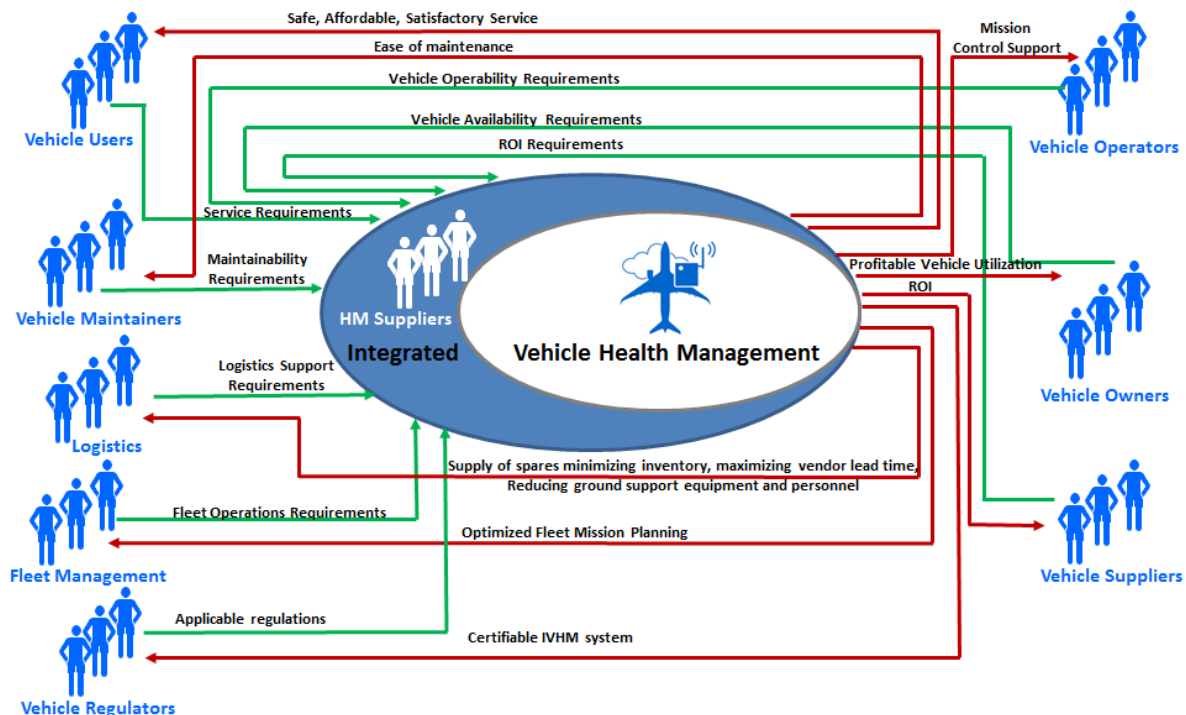 Safe, Affordable, Satisfactory Service
Mission
Control Support
Ease of maintenance
Vehicle Operability Requirements
Vehicle Users
Vehicle Availability Requirements
ROI Requirements
Vehicle Operators
Service Requirements
Maintainability
Requirements
Profitable Vehicle Utilization
ROI
Vehicle Maintainers
HM Suppliers
Integrated
Vehicle Health Management
Logistics Support
Requirements
Vehicle Owners
Logistics
Supply of spares minimizing inventory, maximizing vendor lead time,
Reducing ground support equipment and personnel
Fleet Operations Requirements
Optimized Fleet Mission Planning
Fleet Management
Vehicle Suppliers
Applicable regulations
Certifiable IVHM system
Vehicle Regulators